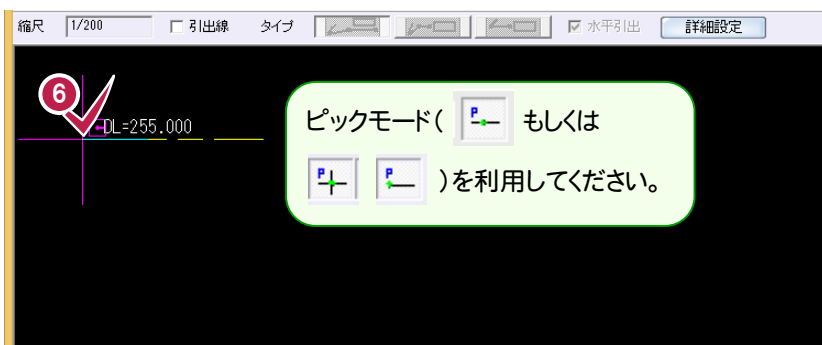 縮尺 1/200 引出線 タイプ 水平引出 詳細設定
6
DL=255.000
ピックモード( P もしくは
P P )を利用してください。